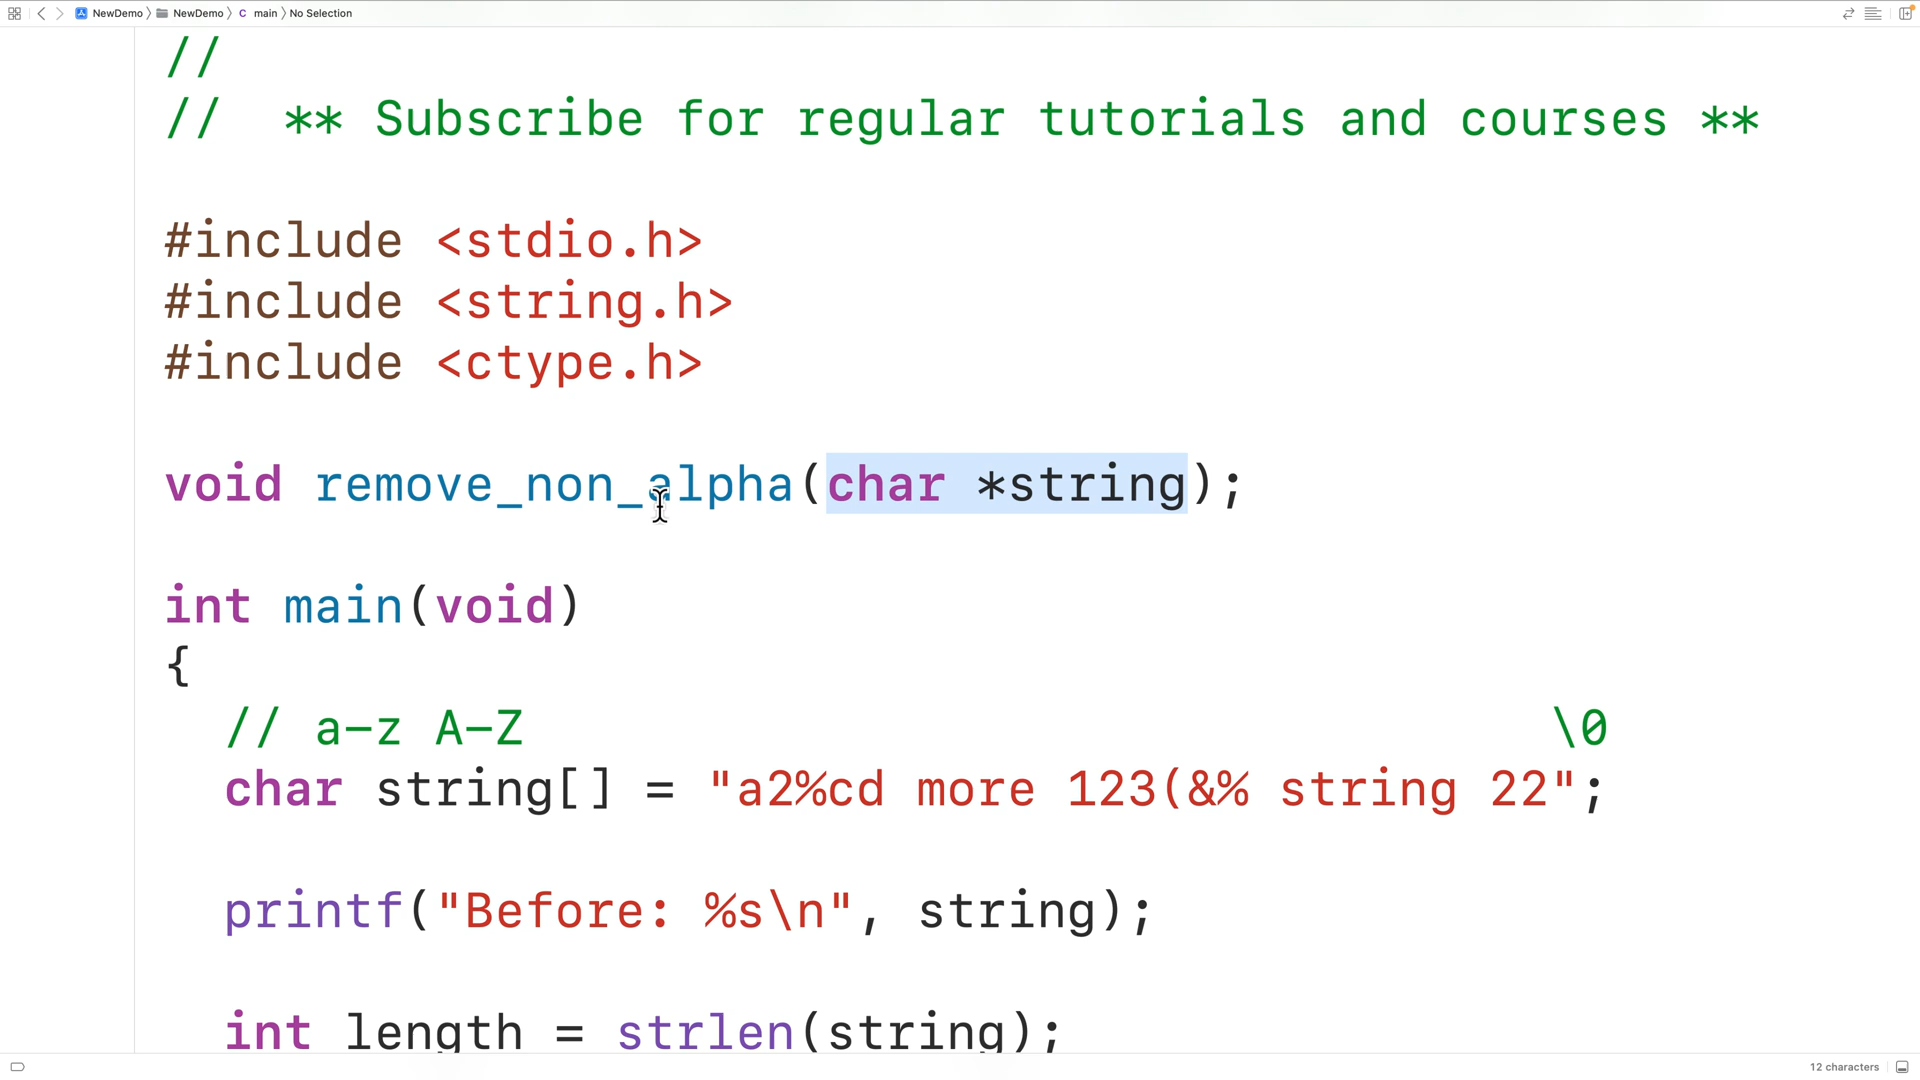 NewDemo 〉 NewDemo 〉 C main 〉 No Selection
//
//  ** Subscribe for regular tutorials and courses **
#include <stdio.h>
#include <string.h>
#include <ctype.h>
void remove_non_alpha(char *string);
int main(void)
{
// a-z A-Z \0
char string[] = "a2%cd more 123(&% string 22";
printf("Before: %s\n", string);
int length = strlen(string);
12 characters